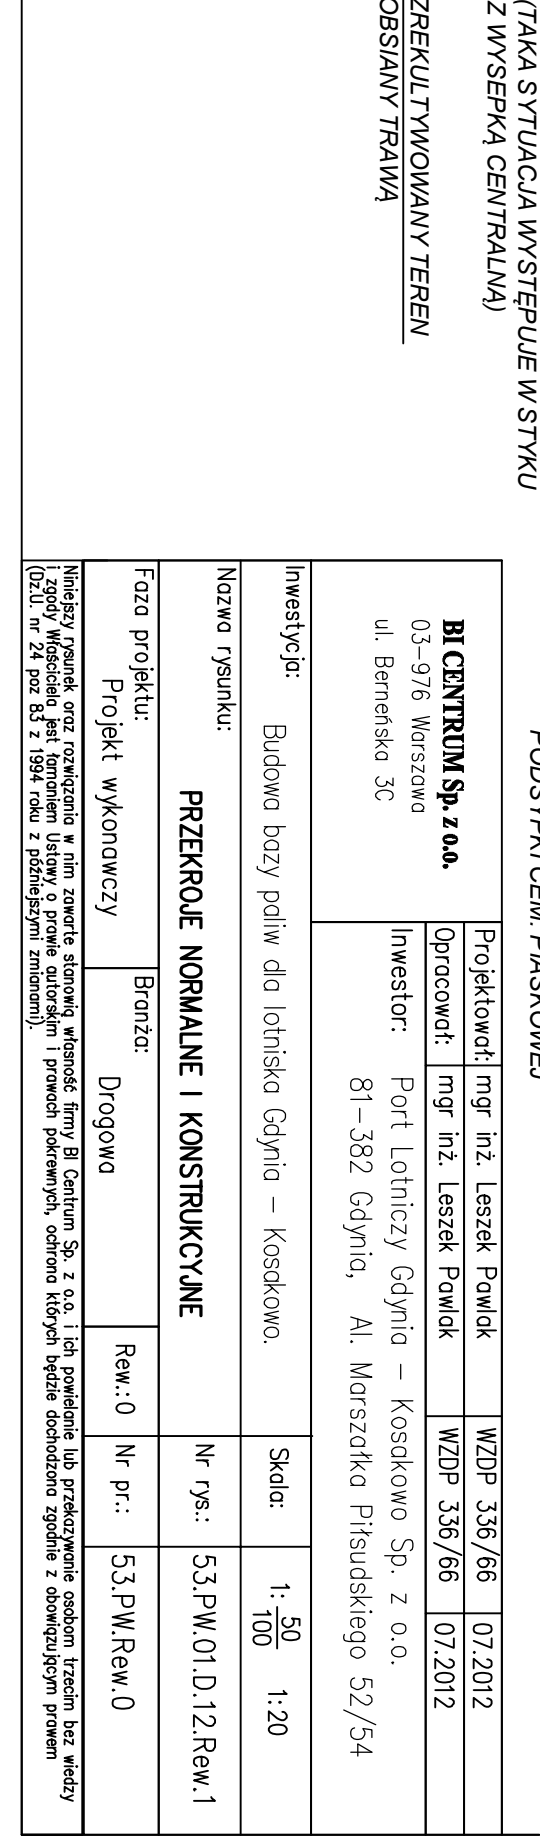 (TAKA SYTUACJA WYSTĘPUJE W STYKU
Z WYSEPKĄ CENTRALNĄ)
ZREKULTYWOWANY TEREN
OBSIANY TRAWĄ
PODSYPKI CEM. PIASKOWEJ
BI CENTRUM Sp. z o.o.
03-976 Warszawa
ul. Berneńska 3C
Projektował: mgr inż. Leszek Pawlak WZDP 336/66 07.2012
Opracował: mgr inż. Leszek Pawlak WZDP 336/66 07.2012
Inwestor: Port Lotniczy Gdynia – Kosakowo Sp. z o.o.
81-382 Gdynia, Al. Marszałka Piłsudskiego 52/54
Inwestycja: Budowa bazy paliw dla lotniska Gdynia – Kosakowo.
Skala: 1: 50/100 1:20
Nazwa rysunku:
PRZEKROJE NORMALNE I KONSTRUKCYJNE
Nr rys.: 53.PW.01.D.12.Rew.1
Faza projektu:
Projekt wykonawczy
Branża:
Drogowa
Rew.: 0
Nr pr.: 53.PW.Rew.0
Niniejszy rysunek oraz rozwiązania w nim zawarte stanowią własność firmy BI Centrum Sp. z o.o. i ich powielanie lub przekazywanie osobom trzecim bez wiedzy
i zgody Właściciela jest łamaniem Ustawy o prawie autorskim i prawach pokrewnych, ochrona których będzie dochodzona zgodnie z obowiązującym prawem
(Dz.U. nr 24 poz 83 z 1994 roku z późniejszymi zmianami).